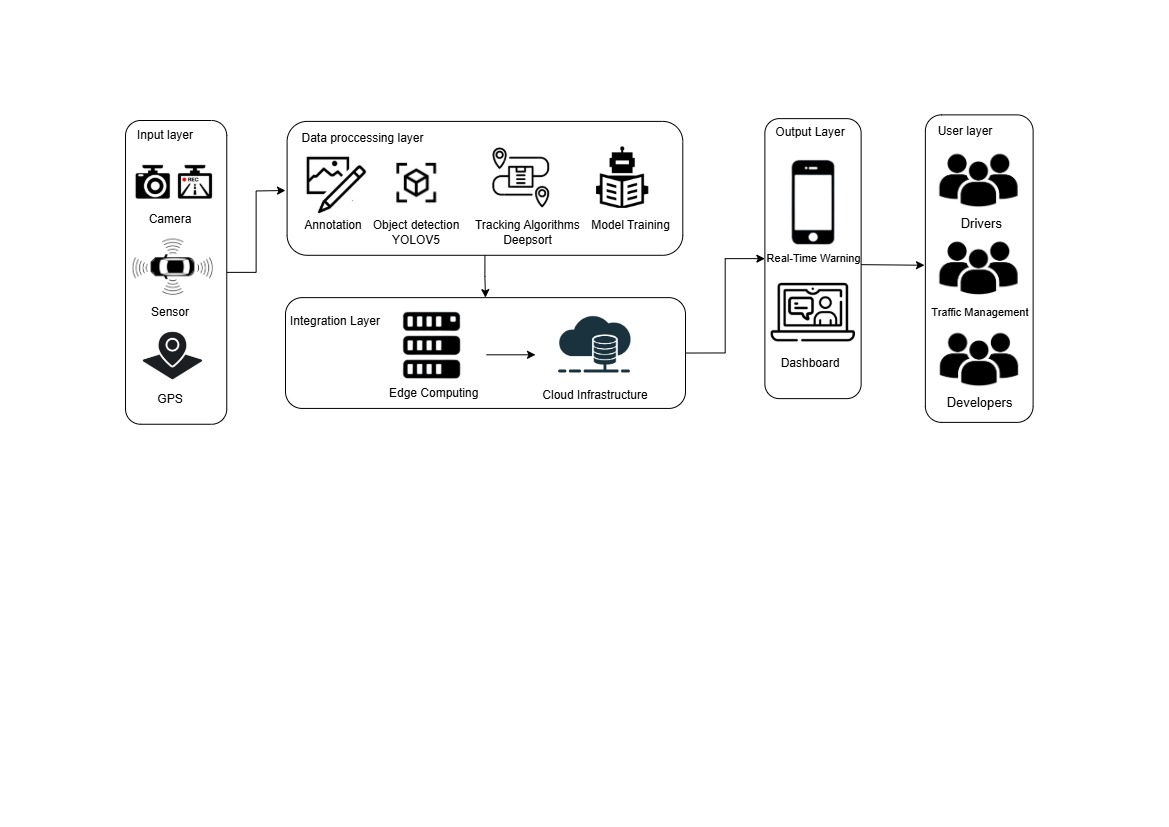 Input layer
REC
Camera
Sensor
GPS
Data proccessing layer
Annotation
Object detection
YOLOV5
Tracking Algorithms
Deepsort
Model Training
Integration Layer
Edge Computing
Cloud Infrastructure
Output Layer
Real-Time Warning
Dashboard
User layer
Drivers
Traffic Management
Developers